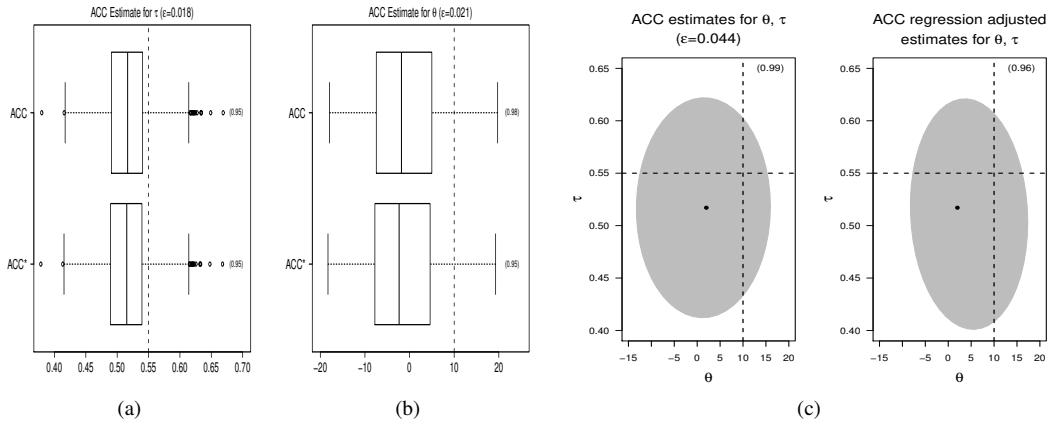 ACC Estimate for τ (ε=0.018)
ACC
(0.95)
ACC*
(0.95)
0.40 0.45 0.50 0.55 0.60 0.65 0.70
(a)
ACC Estimate for θ (ε=0.021)
ACC
(0.98)
ACC*
(0.95)
−20 −10 0 10 20
(b)
ACC estimates for θ, τ
(ε=0.044)
(0.99)
0.65
0.60
0.55
0.50
0.45
0.40
τ
−15 −5 0 5 10 15 20
θ
ACC regression adjusted
estimates for θ, τ
(0.96)
0.65
0.60
0.55
0.50
0.45
0.40
τ
−15 −5 0 5 10 15 20
θ
(c)